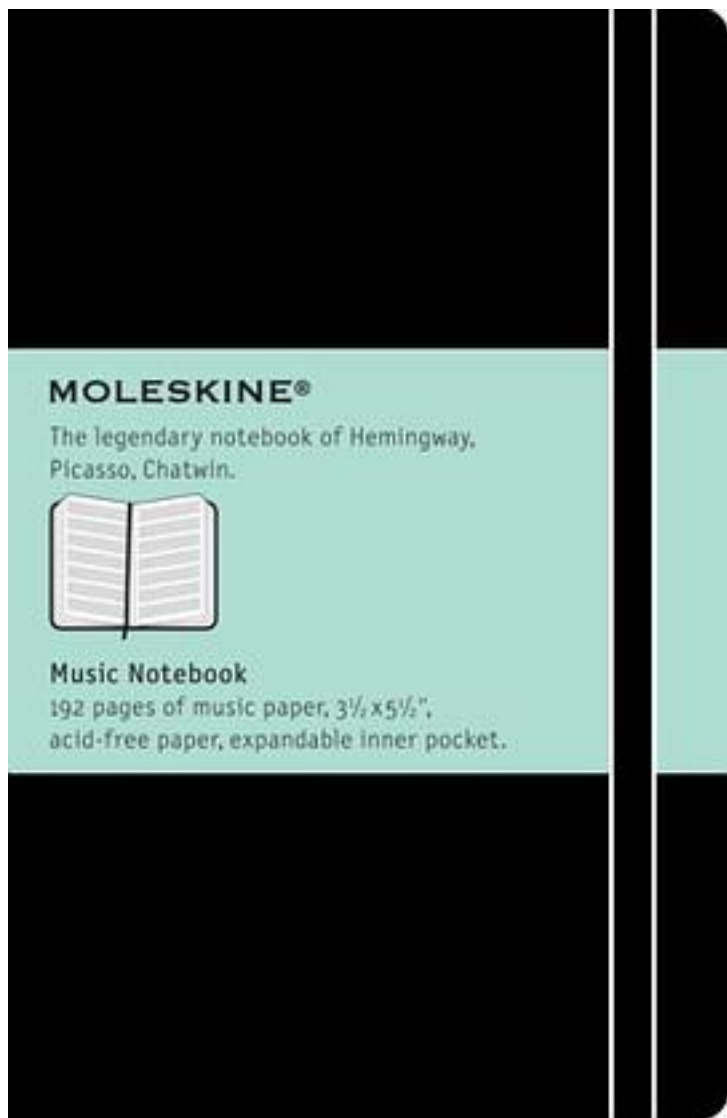 MOLESKINE®
The legendary notebook of Hemingway,
Picasso, Chatwin.
Music Notebook
192 pages of music paper, 3½ x 5½",
acid-free paper, expandable inner pocket.